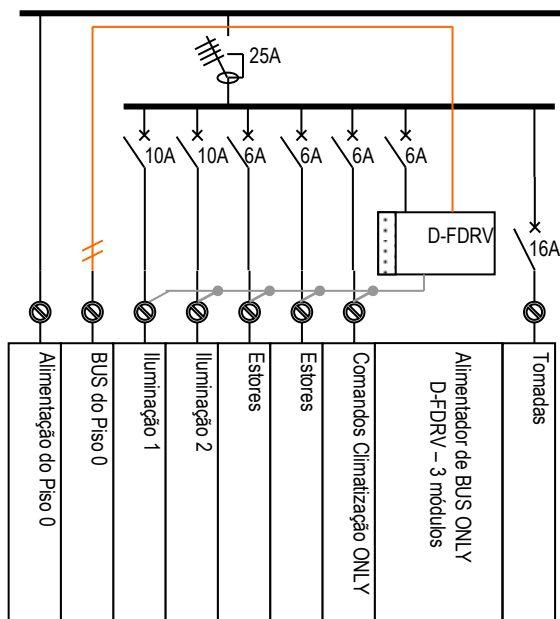 25A
10A
10A
6A
6A
6A
6A
D-FDRV
16A
Alimentação do Piso 0
BUS do Piso 0
Iluminação 1
Iluminação 2
Estores
Estores
Comandos Climatização ONLY
Alimentador de BUS ONLY
D-FDRV – 3 módulos
Tomadas